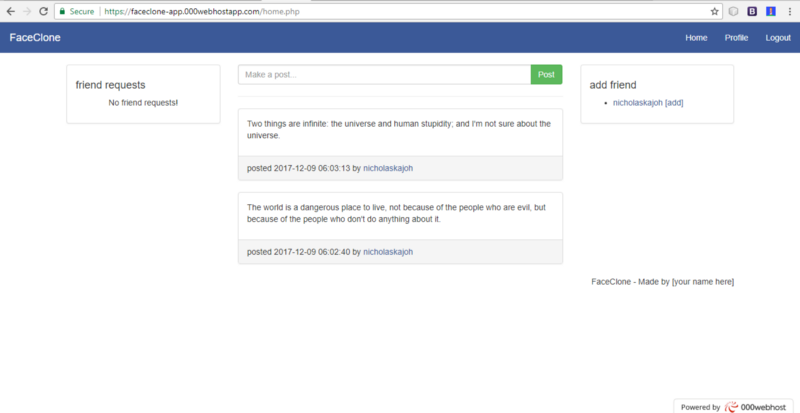 Secure https://faceclone-app.000webhostapp.com/home.php
FaceClone
Home Profile Logout
friend requests
No friend requests!
Make a post...
Post
Two things are infinite: the universe and human stupidity; and I'm not sure about the
universe.
posted 2017-12-09 06:03:13 by nicholaskajoh
The world is a dangerous place to live, not because of the people who are evil, but
because of the people who don't do anything about it.
posted 2017-12-09 06:02:40 by nicholaskajoh
add friend
nicholaskajoh [add]
FaceClone - Made by [your name here]
Powered by 000webhost